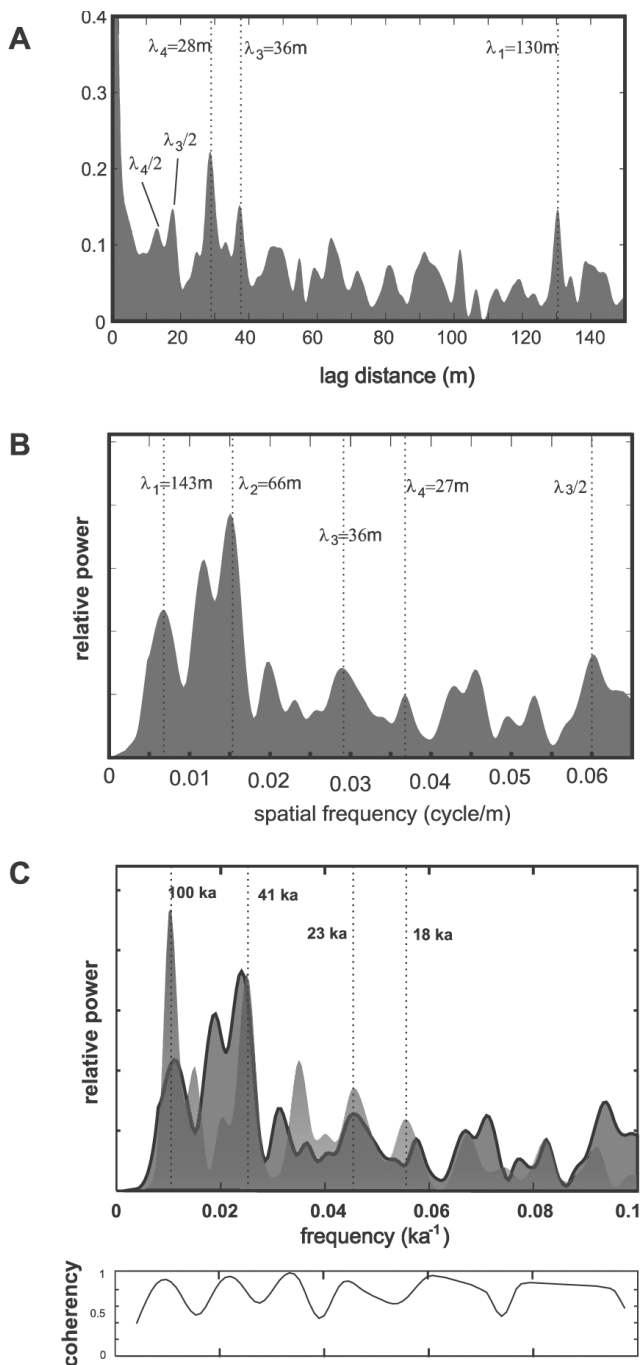 A
0.4
0.3
0.2
0.1
0
λ4=28m
λ3=36m
λ1=130m
λ4/2
λ3/2
0 20 40 60 80 100 120 140
lag distance (m)
B
relative power
λ1=143m
λ2=66m
λ3=36m
λ4=27m
λ3/2
0 0.01 0.02 0.03 0.04 0.05 0.06
spatial frequency (cycle/m)
C
relative power
100 ka
41 ka
23 ka
18 ka
0 0.02 0.04 0.06 0.08 0.1
frequency (ka-1)
coherency
1
0.5
0